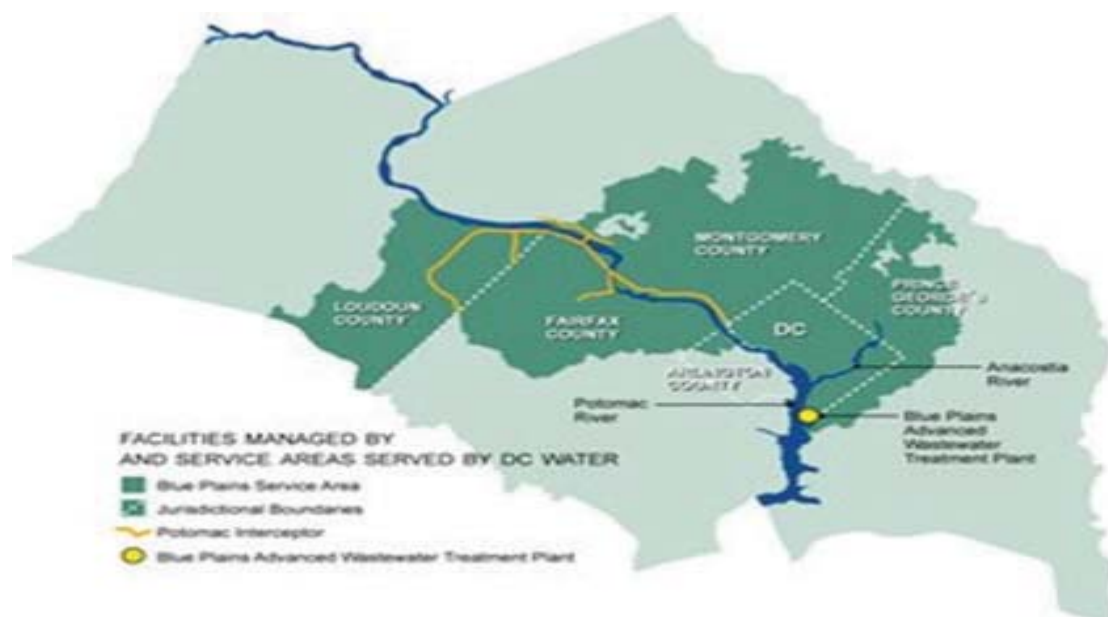 MONTGOMERY
COUNTY
PRINCE
GEORGE'S
COUNTY
LOUDOUN
COUNTY
FAIRFAX
COUNTY
DC
ARLINGTON
COUNTY
Anacostia
River
Potomac
River
Blue Plains
Advanced
Wastewater
Treatment Plant
FACILITIES MANAGED BY
AND SERVICE AREAS SERVED BY DC WATER
Blue Plains Service Area
Jurisdictional Boundaries
Potomac Interceptor
Blue Plains Advanced Wastewater Treatment Plant